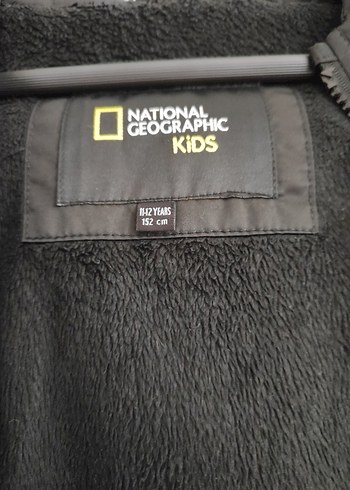 NATIONAL
GEOGRAPHIC
KiDS
11-12 YEARS
152 cm